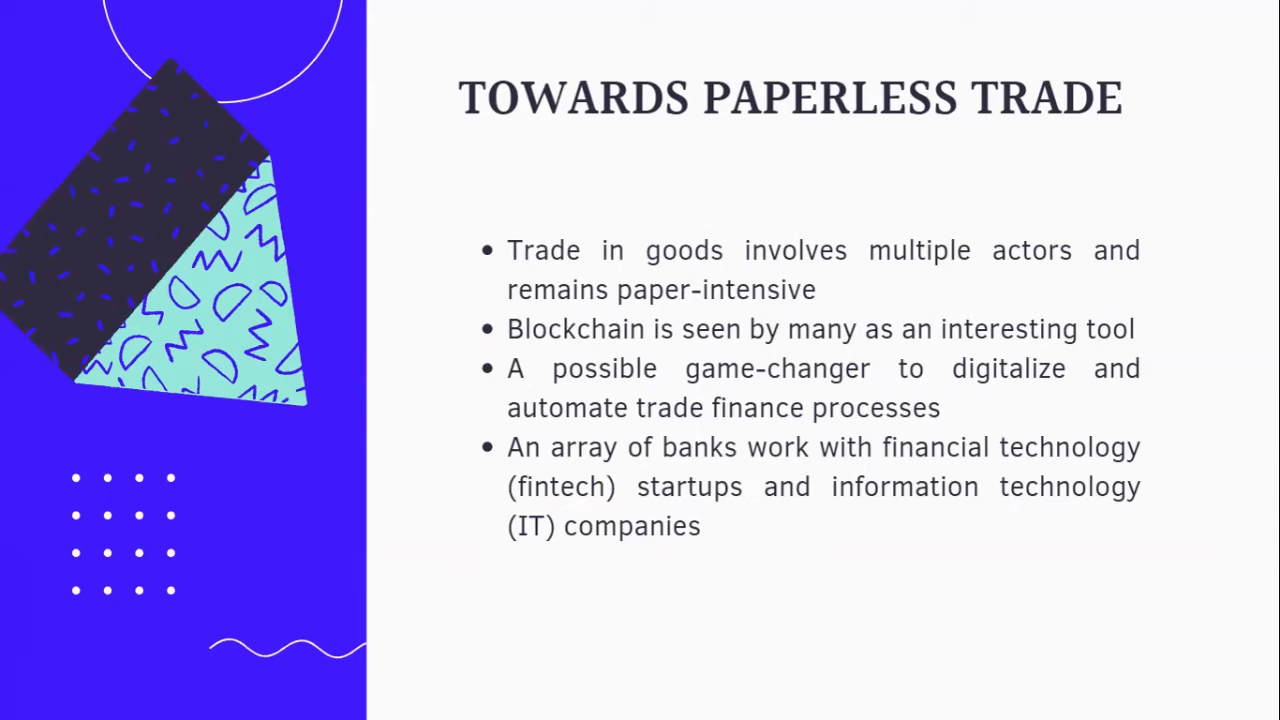 TOWARDS PAPERLESS TRADE
• Trade in goods involves multiple actors and
remains paper-intensive
• Blockchain is seen by many as an interesting tool
• A possible game-changer to digitalize and
automate trade finance processes
• An array of banks work with financial technology
(fintech) startups and information technology
(IT) companies